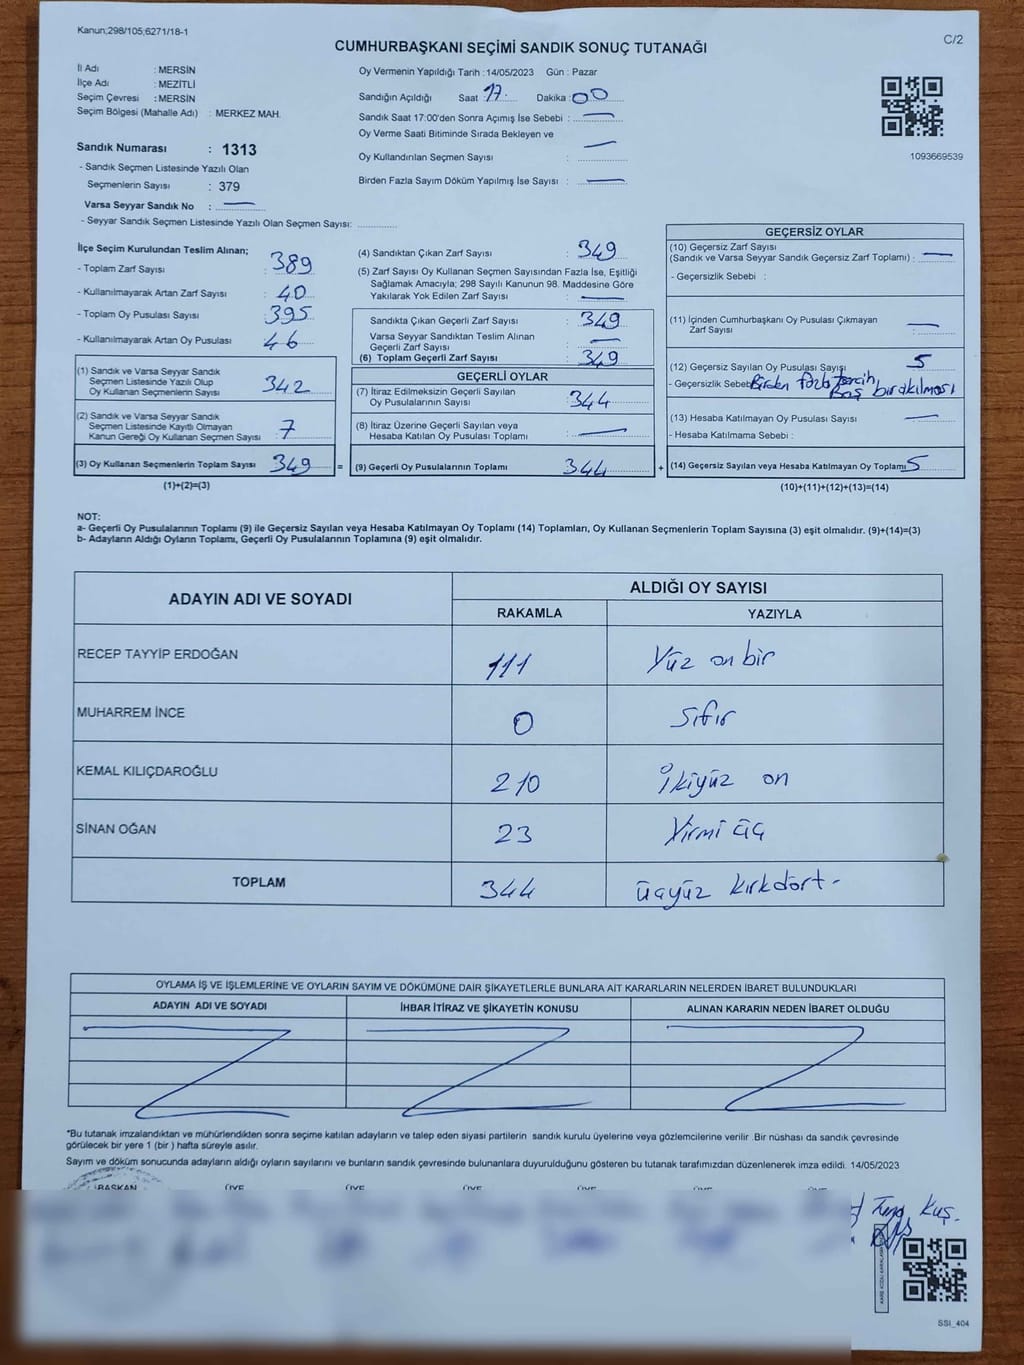 Kanun;298/105;6271/18-1
C/2
CUMHURBAŞKANI SEÇİMİ SANDIK SONUÇ TUTANAĞI
İl Adı : MERSİN
İlçe Adı : MEZİTLİ
Seçim Çevresi : MERSİN
Seçim Bölgesi (Mahalle Adı) : MERKEZ MAH.
Sandık Numarası : 1313
- Sandık Seçmen Listesinde Yazılı Olan
Seçmenlerin Sayısı : 379
Varsa Seyyar Sandık No : —
- Seyyar Sandık Seçmen Listesinde Yazılı Olan Seçmen Sayısı:
Oy Vermenin Yapıldığı Tarih :14/05/2023 Gün : Pazar
Sandığın Açıldığı Saat 17. Dakika : 00
Sandık Saat 17:00'den Sonra Açımış İse Sebebi : —
Oy Verme Saati Bitiminde Sırada Bekleyen ve
Oy Kullandırılan Seçmen Sayısı : —
Birden Fazla Sayım Döküm Yapılmış İse Sayısı : —
1093669539
İlçe Seçim Kurulundan Teslim Alınan;
- Toplam Zarf Sayısı : 389
- Kullanılmayarak Artan Zarf Sayısı : 40
- Toplam Oy Pusulası Sayısı : 395
- Kullanılmayarak Artan Oy Pusulası : 46
(1) Sandık ve Varsa Seyyar Sandık
Seçmen Listesinde Yazılı Olup
Oy Kullanan Seçmenlerin Sayısı : 342
(2) Sandık ve Varsa Seyyar Sandık
Seçmen Listesinde Kayıtlı Olmayan
Kanun Gereği Oy Kullanan Seçmen Sayısı : 7
(3) Oy Kullanan Seçmenlerin Toplam Sayısı : 349 =
(1)+(2)=(3)
(4) Sandıktan Çıkan Zarf Sayısı : 349
(5) Zarf Sayısı Oy Kullanan Seçmen Sayısından Fazla İse, Eşitliği
Sağlamak Amacıyla; 298 Sayılı Kanunun 98. Maddesine Göre
Yakılarak Yok Edilen Zarf Sayısı : —
Sandıkta Çıkan Geçerli Zarf Sayısı : 349
Varsa Seyyar Sandıktan Teslim Alınan
Geçerli Zarf Sayısı : —
(6) Toplam Geçerli Zarf Sayısı : 349
GEÇERLİ OYLAR
(7) İtiraz Edilmeksizin Geçerli Sayılan
Oy Pusulalarının Sayısı : 344
(8) İtiraz Üzerine Geçerli Sayılan veya
Hesaba Katılan Oy Pusulası Toplamı : —
(9) Geçerli Oy Pusulalarının Toplamı 344 +
GEÇERSİZ OYLAR
(10) Geçersiz Zarf Sayısı
(Sandık ve Varsa Seyyar Sandık Geçersiz Zarf Toplamı) : —
- Geçersizlik Sebebi :
(11) İçinden Cumhurbaşkanı Oy Pusulası Çıkmayan
Zarf Sayısı : —
(12) Geçersiz Sayılan Oy Pusulası Sayısı 5
- Geçersizlik Sebebi Birden fazla tercih
Boş bırakılması
(13) Hesaba Katılmayan Oy Pusulası Sayısı : —
- Hesaba Katılmama Sebebi :
(14) Geçersiz Sayılan veya Hesaba Katılmayan Oy Toplamı 5
(10)+(11)+(12)+(13)=(14)
NOT:
a- Geçerli Oy Pusulalarının Toplamı (9) ile Geçersiz Sayılan veya Hesaba Katılmayan Oy Toplamı (14) Toplamları, Oy Kullanan Seçmenlerin Toplam Sayısına (3) eşit olmalıdır. (9)+(14)=(3)
b- Adayların Aldığı Oyların Toplamı, Geçerli Oy Pusulalarının Toplamına (9) eşit olmalıdır.
ADAYIN ADI VE SOYADI
ALDIĞI OY SAYISI
RAKAMLA YAZIYLA
RECEP TAYYİP ERDOĞAN 111 Yüz on bir
MUHARREM İNCE 0 Sıfır
KEMAL KILIÇDAROĞLU 210 İkiyüz on
SİNAN OĞAN 23 Yirmi üç
TOPLAM 344 üçyüz kırkdört -
OYLAMA İŞ VE İŞLEMLERİNE VE OYLARIN SAYIM VE DÖKÜMÜNE DAİR ŞİKAYETLERLE BUNLARA AİT KARARLARIN NELERDEN İBARET BULUNDUKLARI
ADAYIN ADI VE SOYADI İHBAR İTİRAZ VE ŞİKAYETİN KONUSU ALINAN KARARIN NEDEN İBARET OLDUĞU
*Bu tutanak imzalandıktan ve mühürlendikten sonra seçime katılan adayların ve talep eden siyasi partilerin sandık kurulu üyelerine veya gözlemcilerine verilir .Bir nüshası da sandık çevresinde
görülecek bir yere 1 (bir ) hafta süreyle asılır.
Sayım ve döküm sonucunda adayların aldığı oyların sayılarını ve bunların sandık çevresinde bulunanlara duyurulduğunu gösteren bu tutanak tarafımızdan düzenlenerek imza edildi. 14/05/2023
BAŞKAN ÜYE ÜYE ÜYE ÜYE ÜYE ÜYE
Kuş.
SSI_404